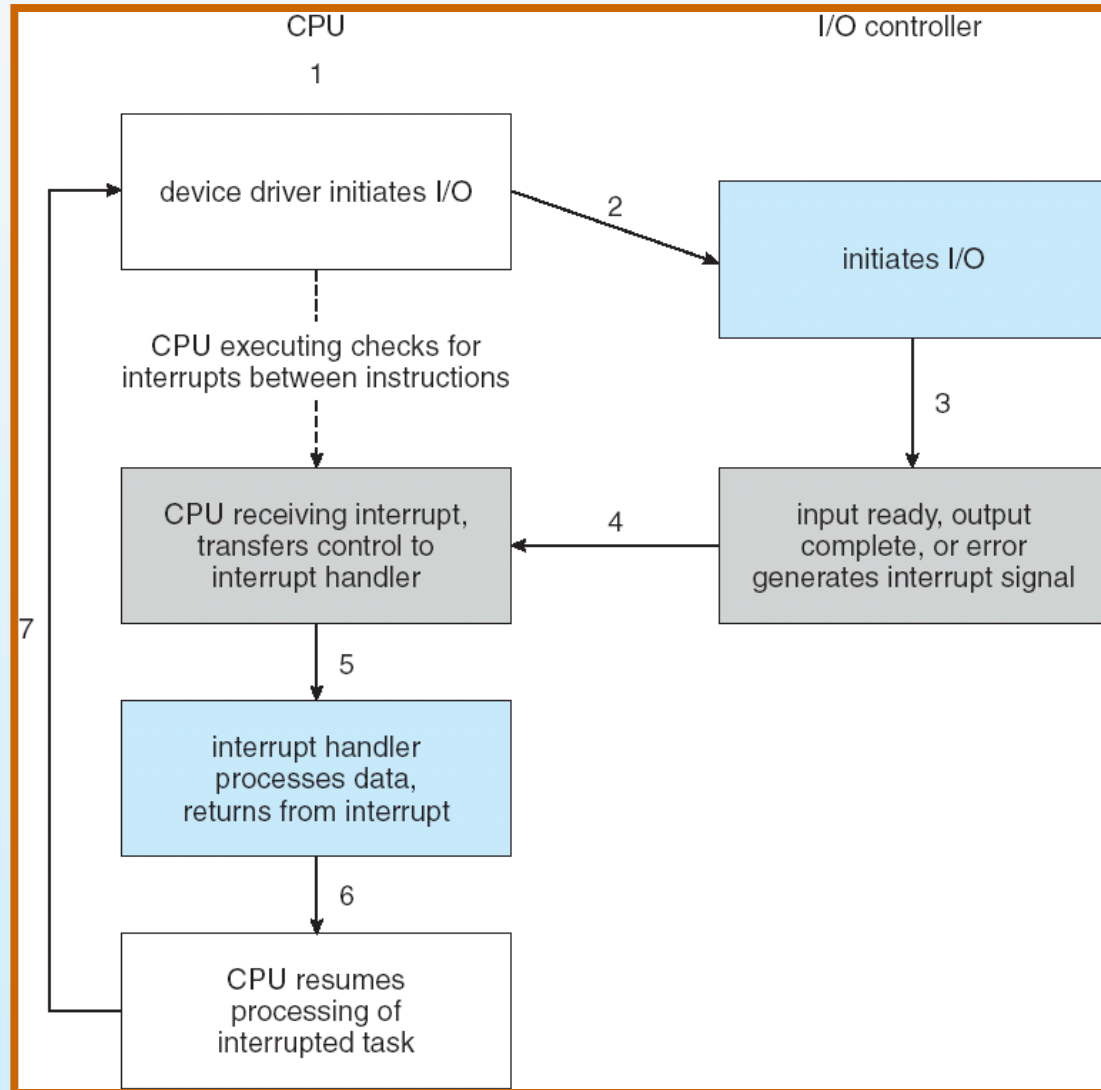 CPU
I/O controller
1
device driver initiates I/O
2
initiates I/O
CPU executing checks for
interrupts between instructions
3
CPU receiving interrupt,
transfers control to
interrupt handler
4
input ready, output
complete, or error
generates interrupt signal
7
5
interrupt handler
processes data,
returns from interrupt
6
CPU resumes
processing of
interrupted task